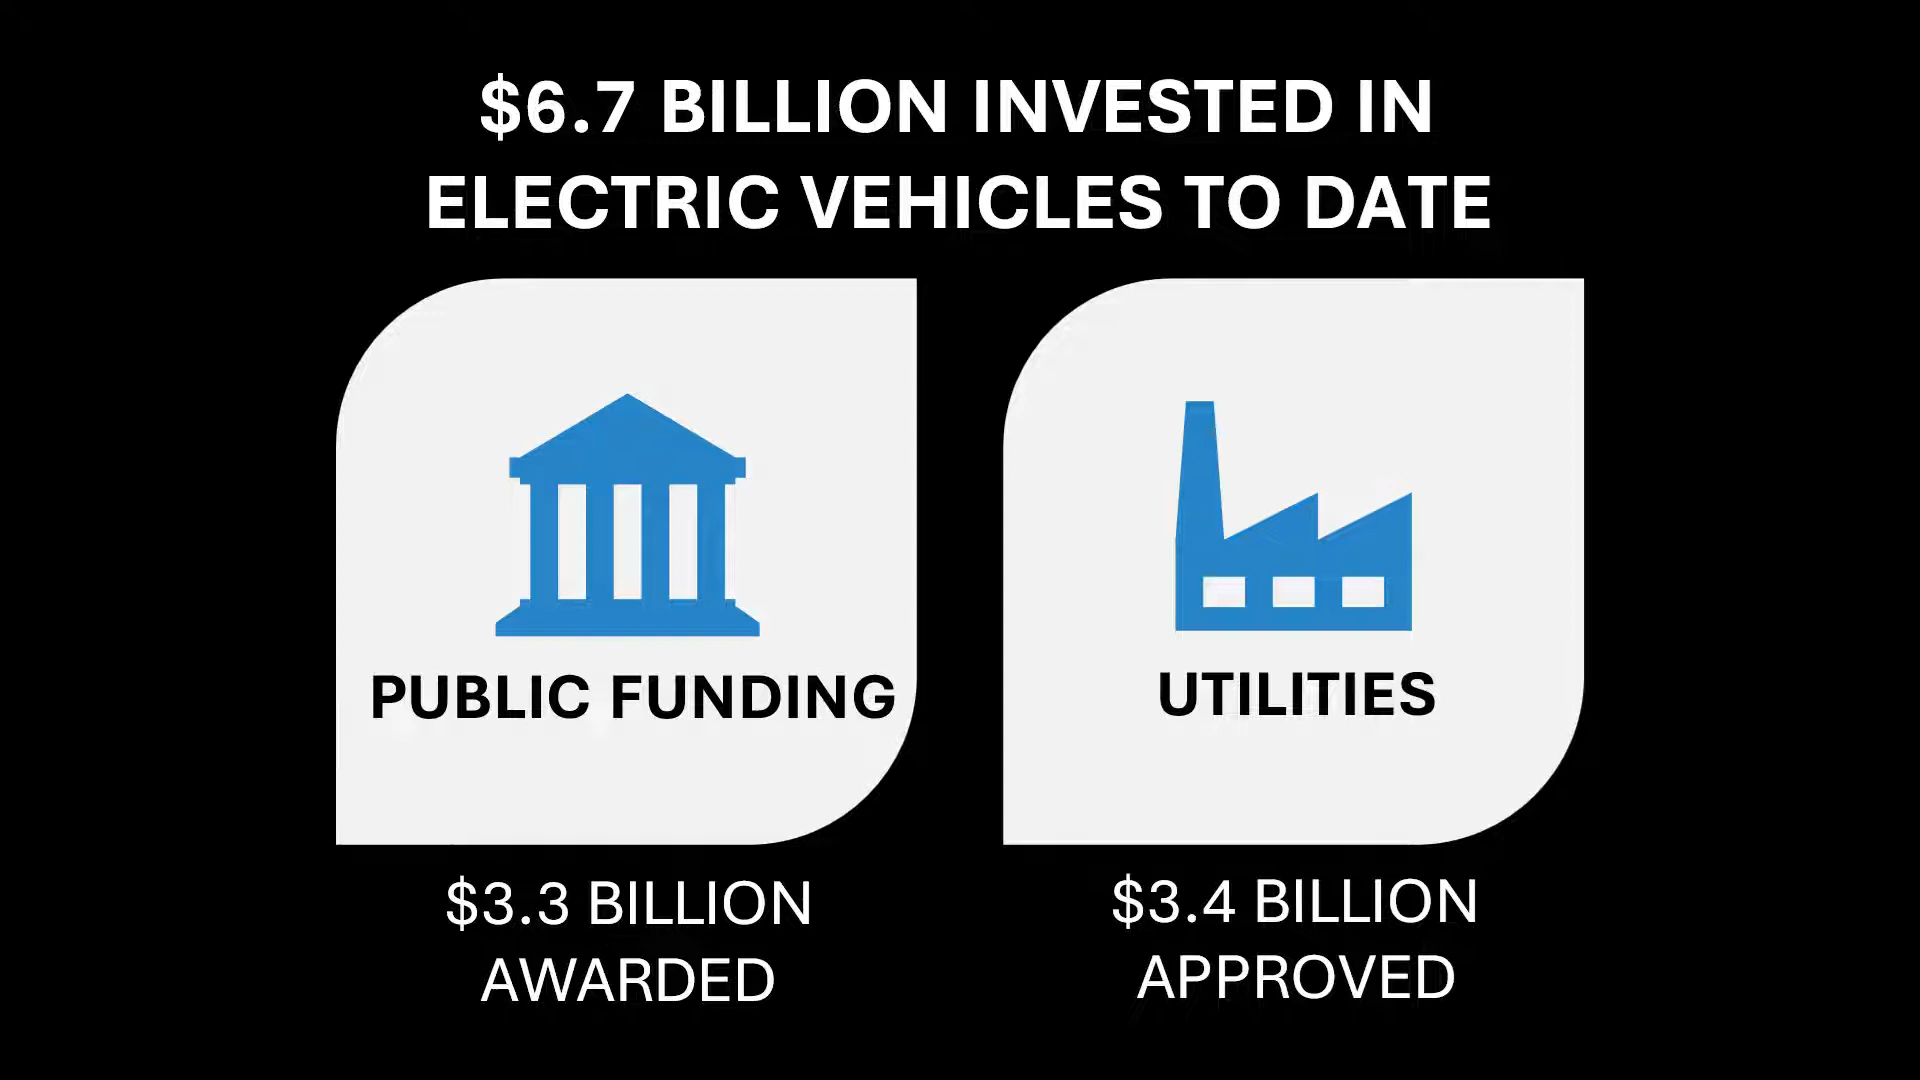 $6.7 BILLION INVESTED IN
ELECTRIC VEHICLES TO DATE
PUBLIC FUNDING
$3.3 BILLION
AWARDED
UTILITIES
$3.4 BILLION
APPROVED